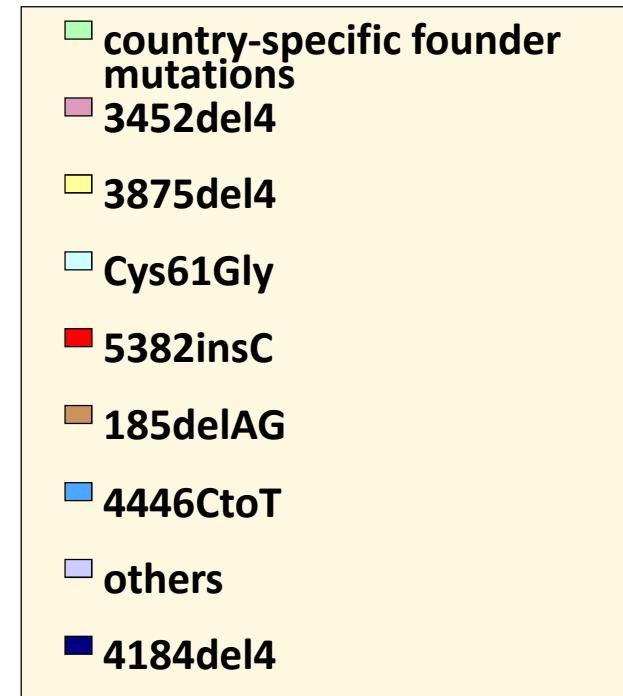 country-specific founder
mutations
3452del4
3875del4
Cys61Gly
5382insC
185delAG
4446CtoT
others
4184del4